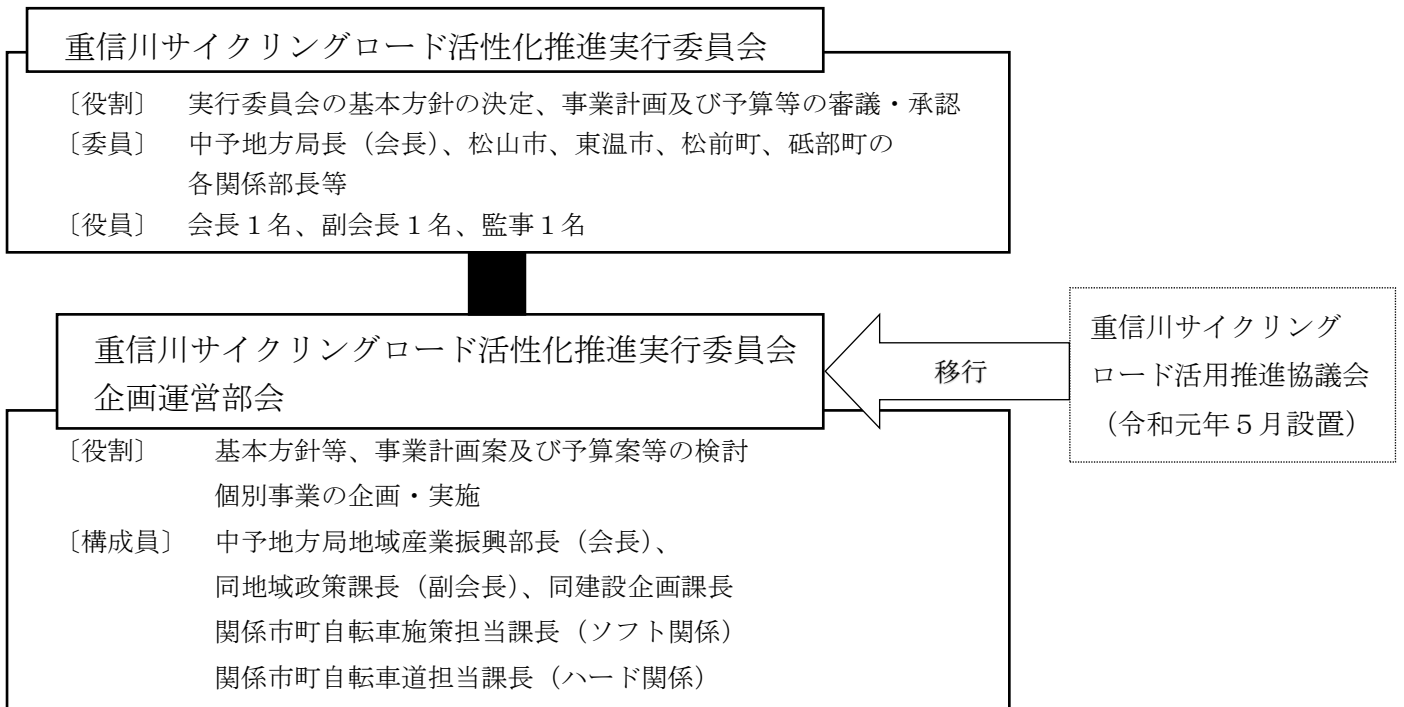 重信川サイクリングロード活性化推進実行委員会
〔役割〕 実行委員会の基本方針の決定、事業計画及び予算等の審議・承認
〔委員〕 中予地方局長（会長）、松山市、東温市、松前町、砥部町の
各関係部長等
〔役員〕 会長１名、副会長１名、監事１名
重信川サイクリングロード活性化推進実行委員会
企画運営部会
移行
重信川サイクリング
ロード活用推進協議会
（令和元年５月設置）
〔役割〕 基本方針等、事業計画案及び予算案等の検討
個別事業の企画・実施
〔構成員〕 中予地方局地域産業振興部長（会長）、
同地域政策課長（副会長）、同建設企画課長
関係市町自転車施策担当課長（ソフト関係）
関係市町自転車道担当課長（ハード関係）